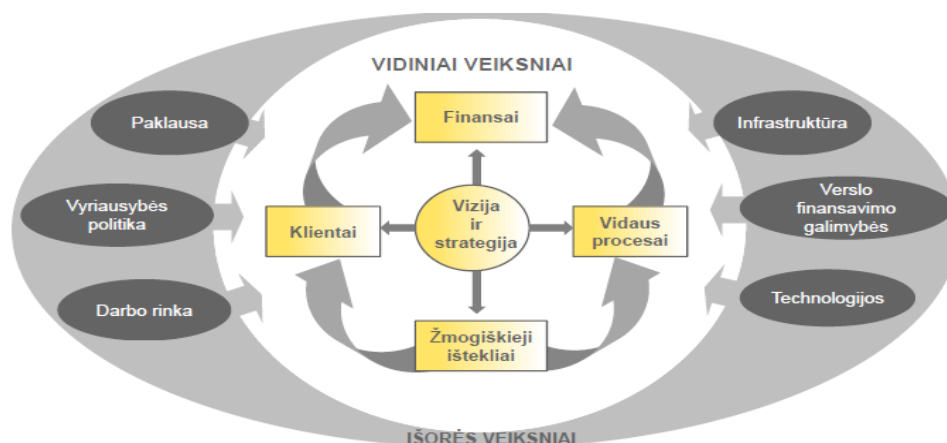 VIDINIAI VEIKSNIAI
Finansai
Paklausa
Infrastruktūra
Vyriausybės
politika
Klientai
Vizija
ir
strategija
Vidaus
procesai
Verslo
finansavimo
galimybės
Darbo rinka
Technologijos
Žmogiškieji
ištekliai
IŠORĖS VEIKSNIAI